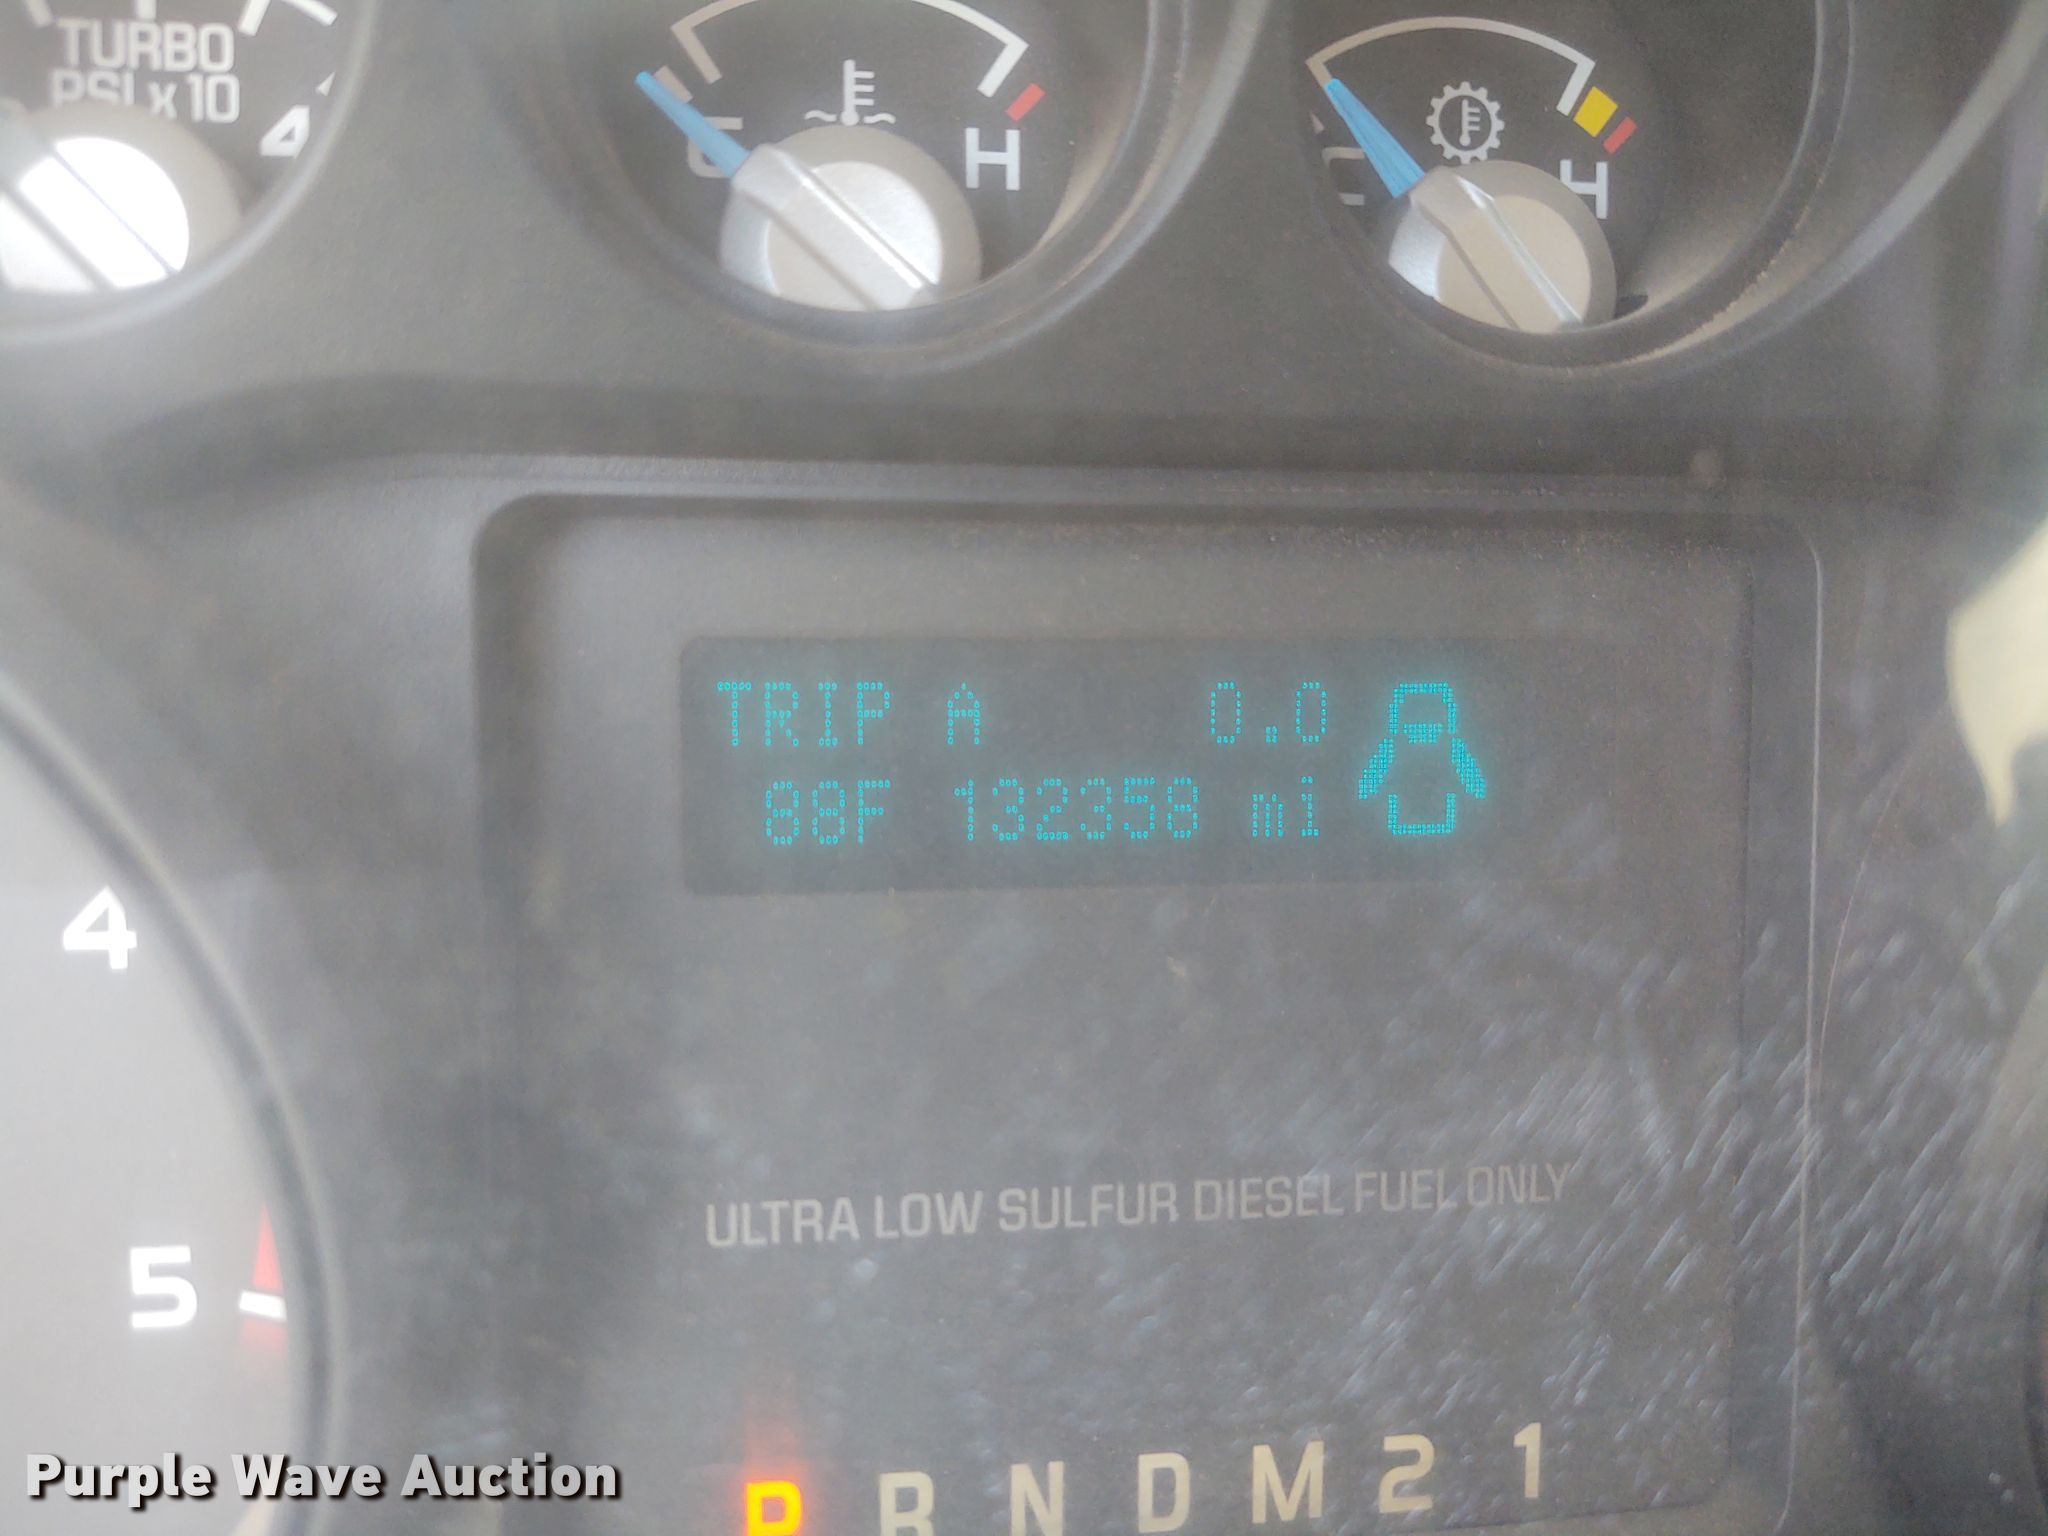 TURBO
PSI x 10
4
C
H
H
TRIP A 0.0
88F 132358 mi
4
ULTRA LOW SULFUR DIESEL FUEL ONLY
5
P R N D M 2 1
Purple Wave Auction